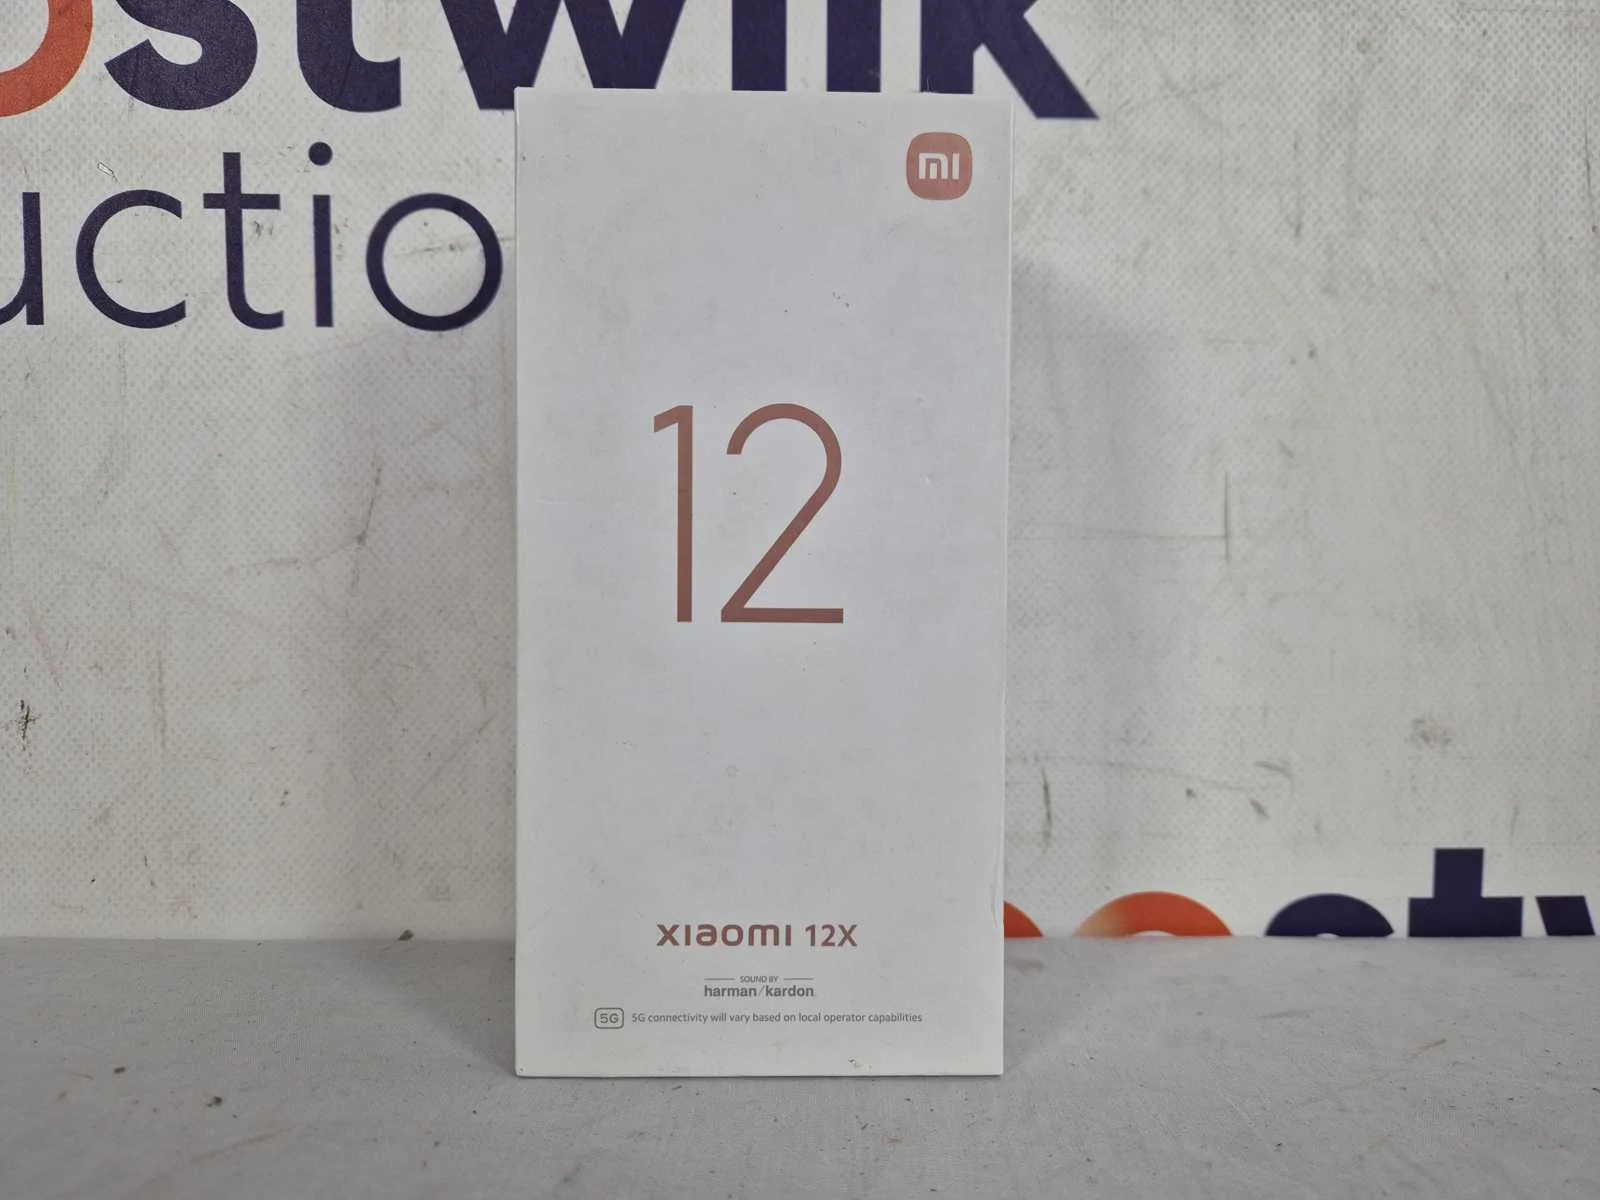 ostwilk
uctio
mi
12
xiaomi 12X
SOUND BY
harman/kardon
5G 5G connectivity will vary based on local operator capabilities